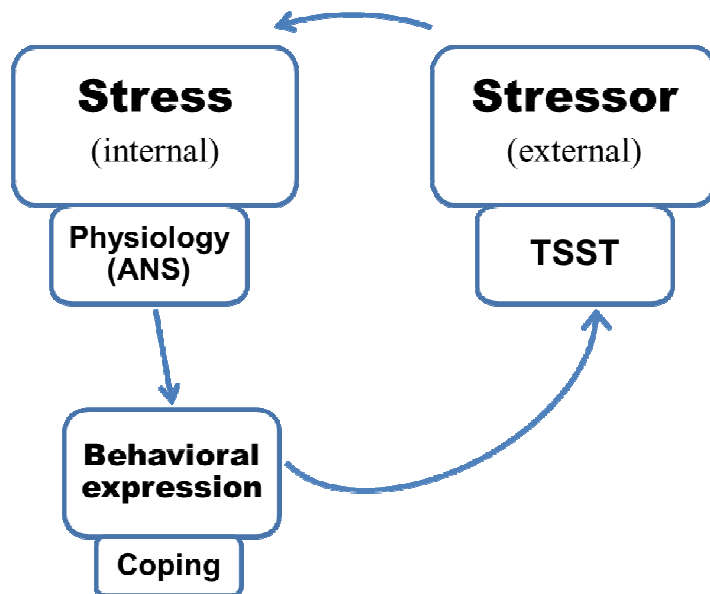 Stress
(internal)
Physiology
(ANS)
Stressor
(external)
TSST
Behavioral
expression
Coping